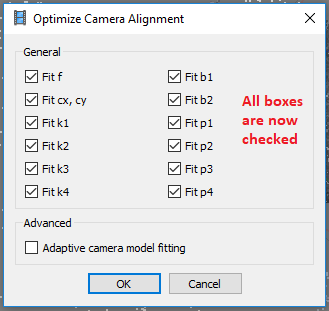 Optimize Camera Alignment
General
Fit f
Fit b1
Fit cx, cy
Fit b2
Fit k1
Fit p1
Fit k2
Fit p2
Fit k3
Fit p3
Fit k4
Fit p4
All boxes
are now
checked
Advanced
Adaptive camera model fitting
OK
Cancel